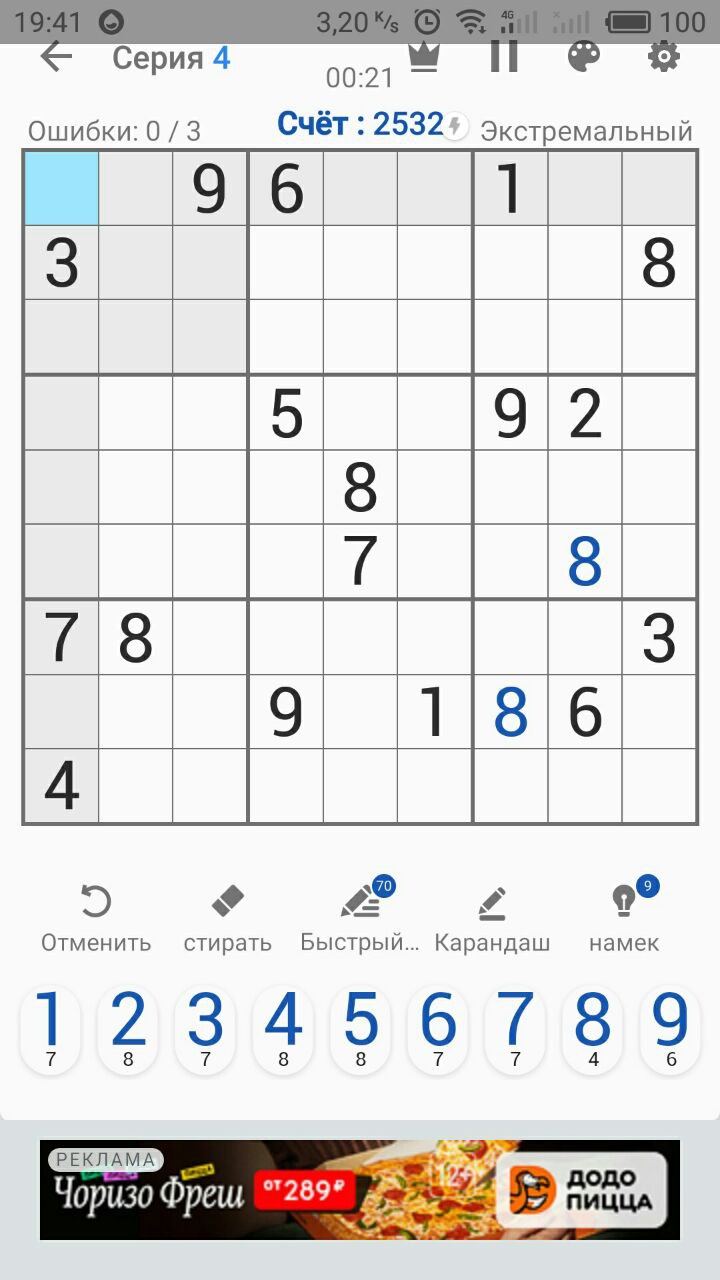 19:41 3,20 K/s 4G 100
Серия 4
00:21
Ошибки: 0 / 3 Счёт : 2532 Экстремальный
9 6 1
3 8
5 9 2
8
7 8
7 8 3
9 1 8 6
4
70 9
Отменить стирать Быстрый... Карандаш намек
1 2 3 4 5 6 7 8 9
7 8 7 8 8 7 7 4 6
РЕКЛАМА
Чоризо Фреш от 289₽ 12+ ДОДО
ПИЦЦА